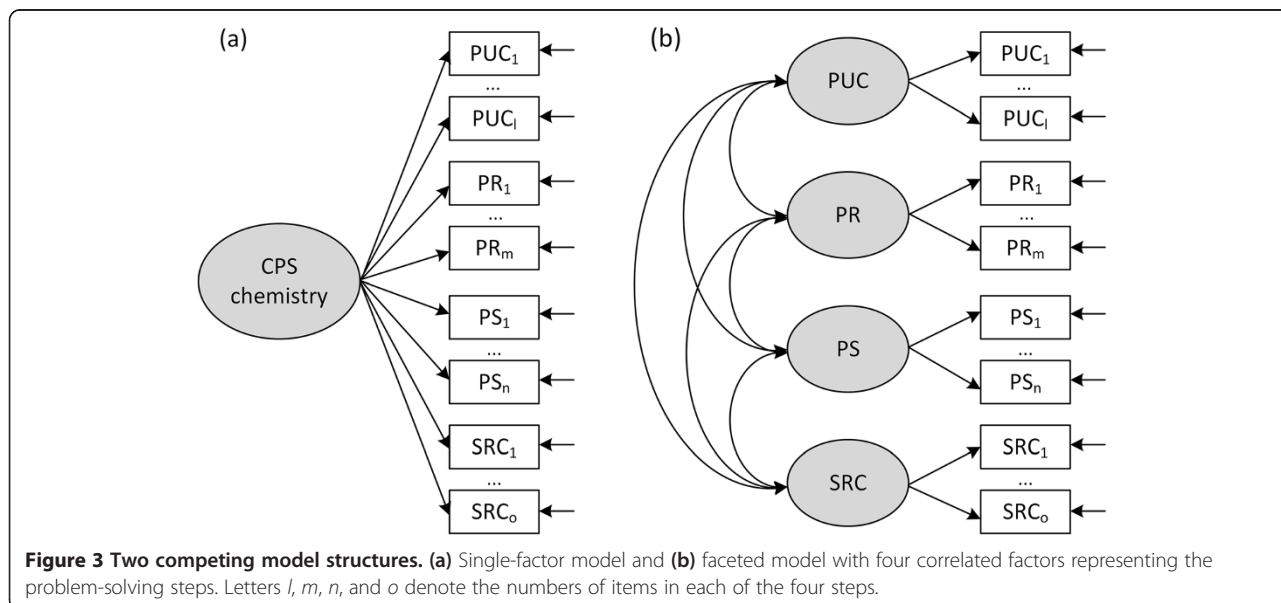 (a)
CPS
chemistry
PUC₁
...
PUCₗ
PR₁
...
PRₘ
PS₁
...
PSₙ
SRC₁
...
SRCₒ
(b)
PUC
PR
PS
SRC
PUC₁
...
PUCₗ
PR₁
...
PRₘ
PS₁
...
PSₙ
SRC₁
...
SRCₒ
Figure 3 Two competing model structures. (a) Single-factor model and (b) faceted model with four correlated factors representing the
problem-solving steps. Letters l, m, n, and o denote the numbers of items in each of the four steps.